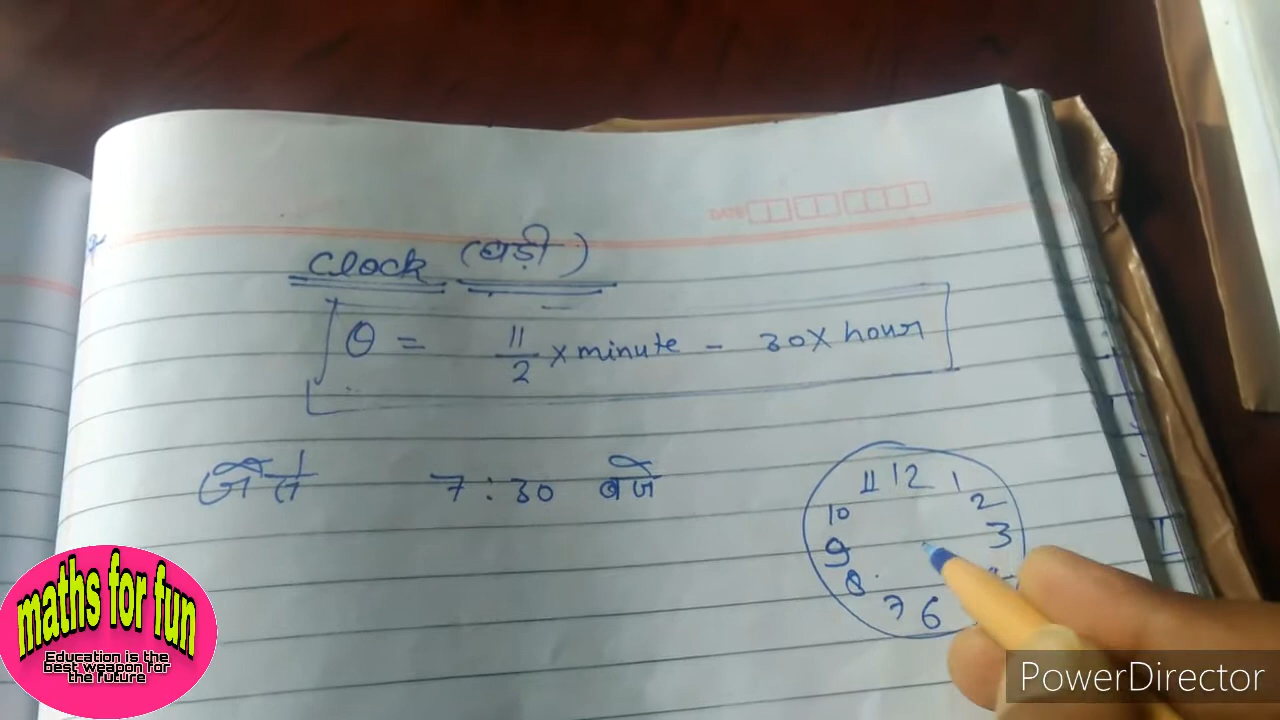 DATE
Clock (घड़ी)
θ = 11/2 × minute - 30 × hour
जैसे 7:30 बजे
11 12 1
10 2
9 3
8
7 6
maths for fun
Education is the
best weapon for
the future
PowerDirector